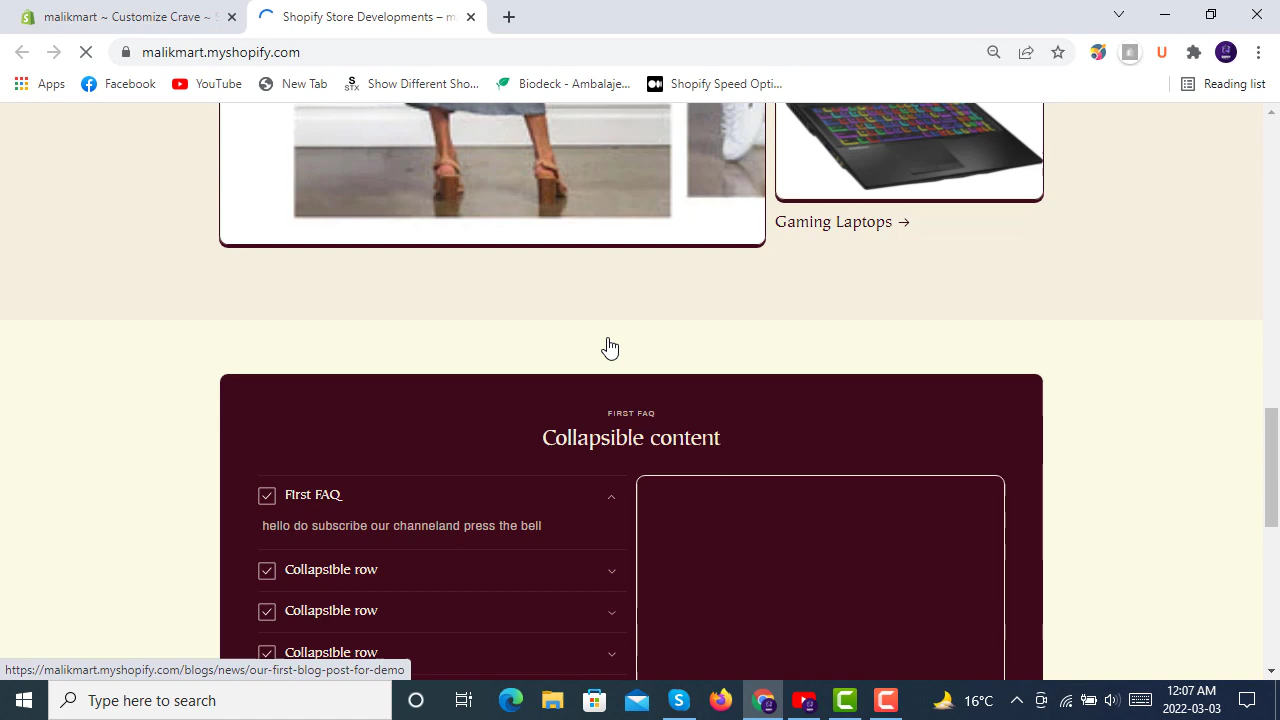 malikmart ~ Customize Crave ~ S
Shopify Store Developments – ma
malikmart.myshopify.com
Apps
Facebook
YouTube
New Tab
STX
Show Different Sho...
Biodeck - Ambalaje...
Shopify Speed Opti...
Reading list
Gaming Laptops →
FIRST FAQ
Collapsible content
First FAQ
hello do subscribe our channeland press the bell
Collapsible row
Collapsible row
Collapsible row
https://malikmart.myshopify.com/blogs/news/our-first-blog-post-for-demo
Type here to search
16°C
12:07 AM
2022-03-03